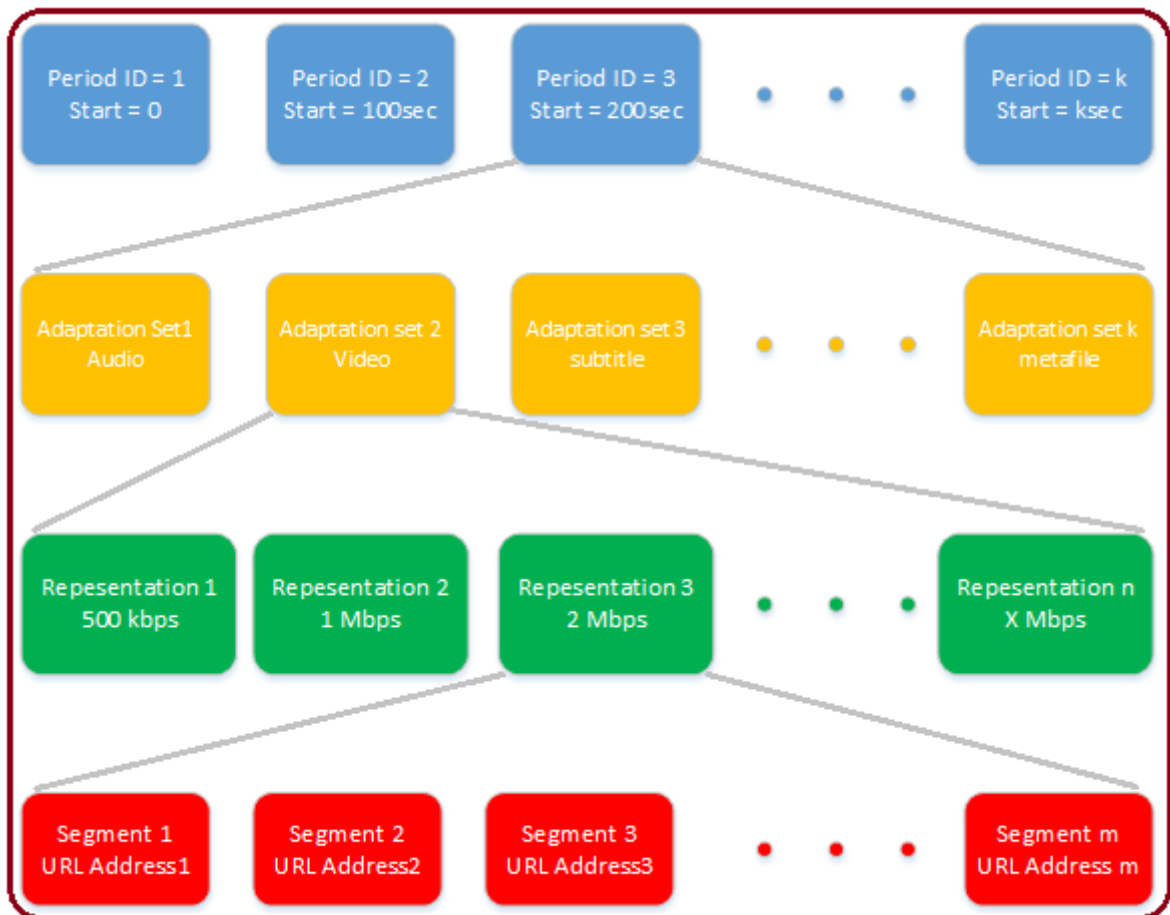 Period ID = 1
Start = 0
Period ID = 2
Start = 100sec
Period ID = 3
Start = 200sec
Period ID = k
Start = ksec
Adaptation Set1
Audio
Adaptation set 2
Video
Adaptation set 3
subtitle
Adaptation set k
metafile
Repesentation 1
500 kbps
Repesentation 2
1 Mbps
Repesentation 3
2 Mbps
Repesentation n
X Mbps
Segment 1
URL Address1
Segment 2
URL Address2
Segment 3
URL Address3
Segment m
URL Address m